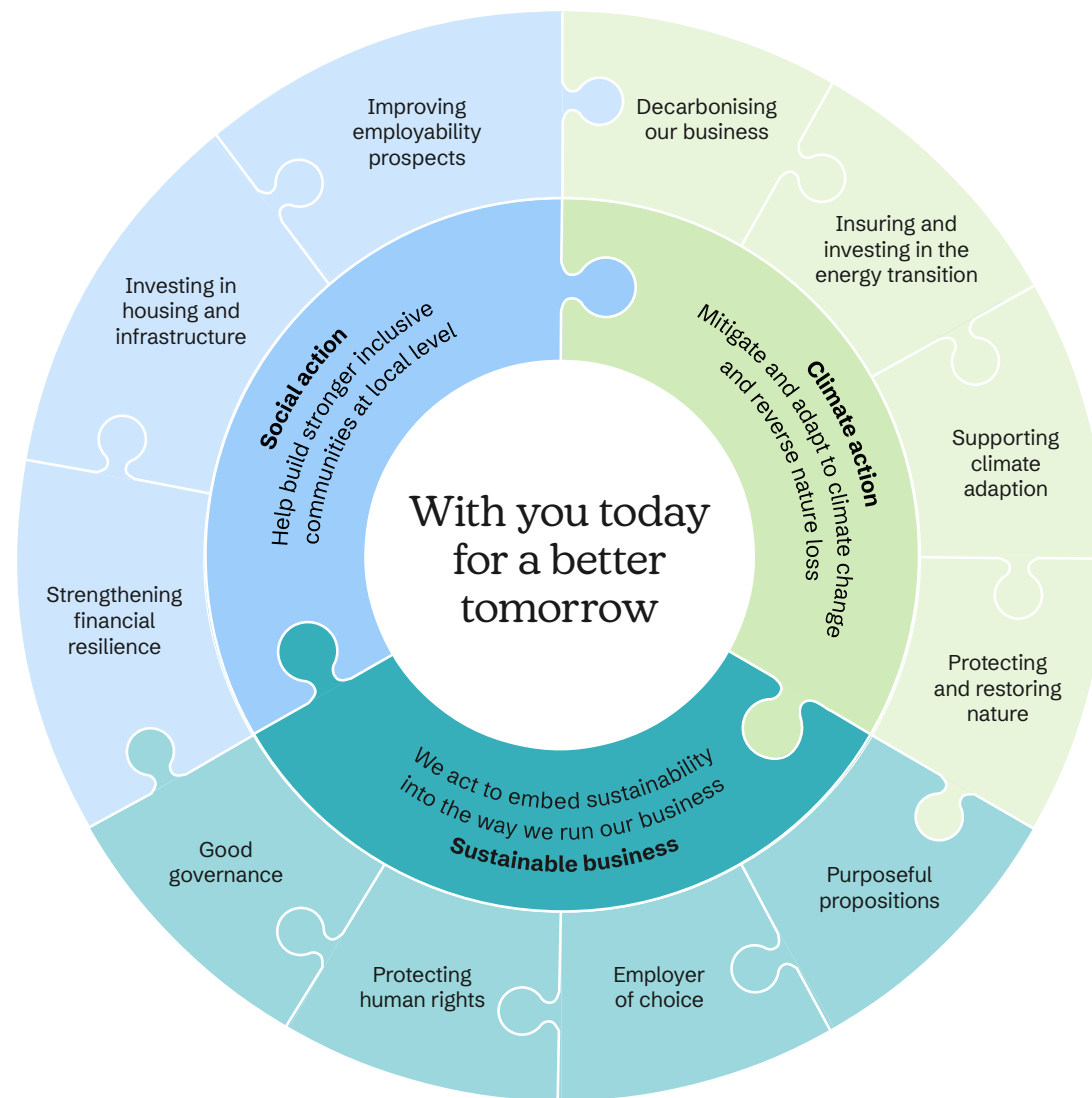 With you today
for a better
tomorrow
Climate action
Mitigate and adapt to climate change
and reverse nature loss
Decarbonising
our business
Insuring and
investing in the
energy transition
Supporting
climate
adaption
Protecting
and restoring
nature
We act to embed sustainability
into the way we run our business
Sustainable business
Purposeful
propositions
Employer
of choice
Protecting
human rights
Good
governance
Social action
Help build stronger inclusive
communities at local level
Strengthening
financial
resilience
Investing in
housing and
infrastructure
Improving
employability
prospects